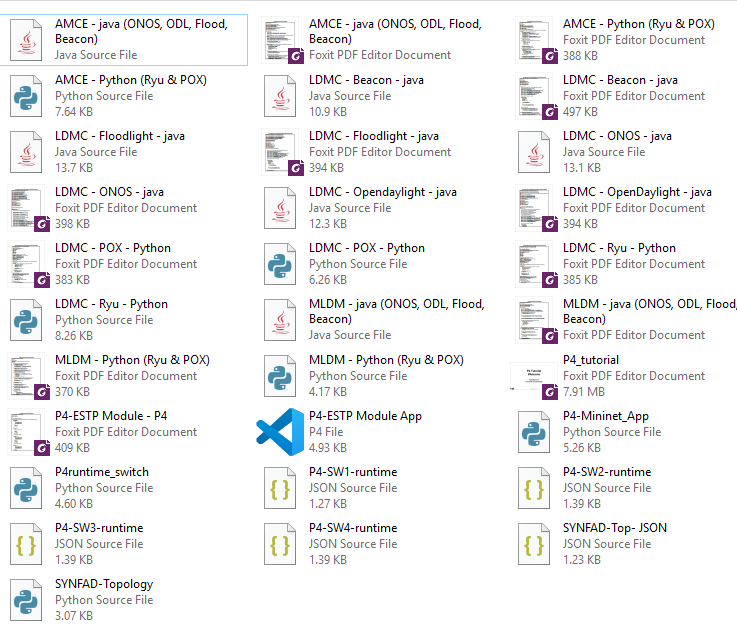 AMCE - java (ONOS, ODL, Flood,
Beacon)
Java Source File
AMCE - java (ONOS, ODL, Flood,
Beacon)
Foxit PDF Editor Document
AMCE - Python (Ryu & POX)
Foxit PDF Editor Document
388 KB
AMCE - Python (Ryu & POX)
Python Source File
7.64 KB
LDMC - Beacon - java
Java Source File
10.9 KB
LDMC - Beacon - java
Foxit PDF Editor Document
497 KB
LDMC - Floodlight - java
Java Source File
13.7 KB
LDMC - Floodlight - java
Foxit PDF Editor Document
394 KB
LDMC - ONOS - java
Java Source File
13.1 KB
LDMC - ONOS - java
Foxit PDF Editor Document
398 KB
LDMC - Opendaylight - java
Java Source File
12.3 KB
LDMC - OpenDaylight - java
Foxit PDF Editor Document
394 KB
LDMC - POX - Python
Foxit PDF Editor Document
383 KB
LDMC - POX - Python
Python Source File
6.26 KB
LDMC - Ryu - Python
Foxit PDF Editor Document
385 KB
LDMC - Ryu - Python
Python Source File
8.26 KB
MLDM - java (ONOS, ODL, Flood,
Beacon)
Java Source File
MLDM - java (ONOS, ODL, Flood,
Beacon)
Foxit PDF Editor Document
MLDM - Python (Ryu & POX)
Foxit PDF Editor Document
370 KB
MLDM - Python (Ryu & POX)
Python Source File
4.17 KB
P4_tutorial
Foxit PDF Editor Document
7.91 MB
P4-ESTP Module - P4
Foxit PDF Editor Document
409 KB
P4-ESTP Module App
P4 File
4.93 KB
P4-Mininet_App
Python Source File
5.26 KB
P4runtime_switch
Python Source File
4.60 KB
P4-SW1-runtime
JSON Source File
1.27 KB
P4-SW2-runtime
JSON Source File
1.39 KB
P4-SW3-runtime
JSON Source File
1.39 KB
P4-SW4-runtime
JSON Source File
1.39 KB
SYNFAD-Top- JSON
JSON Source File
1.23 KB
SYNFAD-Topology
Python Source File
3.07 KB